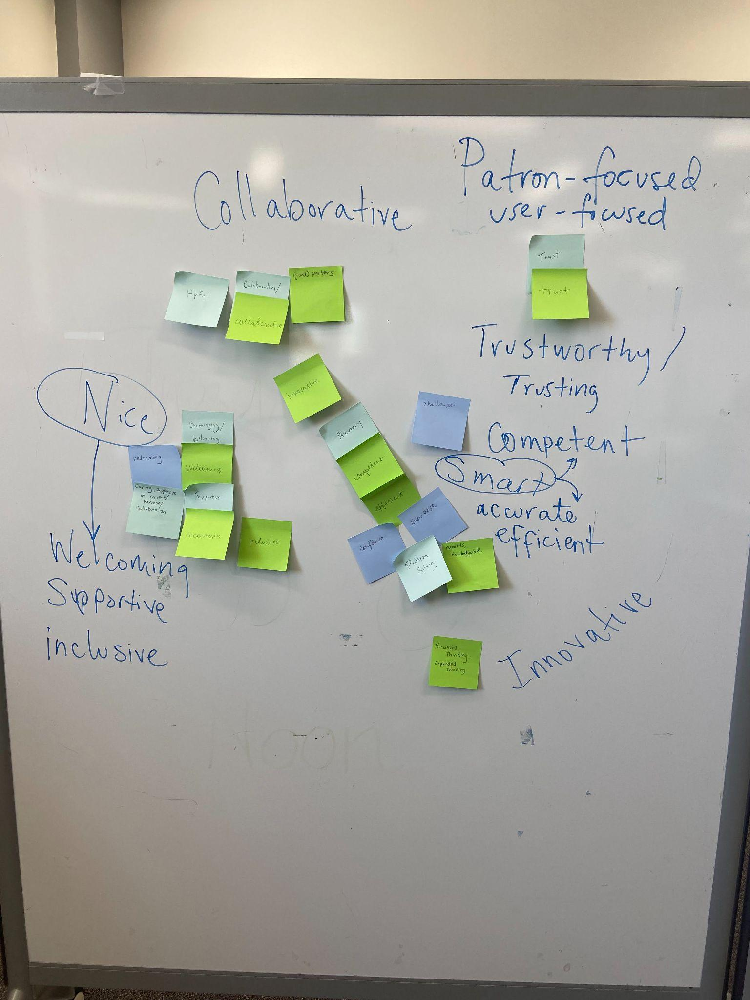 Collaborative
Patron-focused
user-focused
Helpful
Collaborative/
collaborative
(good) partners
Trust
trust
Trustworthy /
Trusting
innovative
Nice
Encouraging/
Welcoming
Welcoming
Welcoming
Caring, supportive
in concert/
harmony
Collaboration
Supportive
encouraging
Inclusive
Welcoming
Supportive
inclusive
Accuracy
competent
efficient
challenges
Competent
Smart
accurate
efficient
Knowledge
Confidence
Problem
Solving
experts,
Knowledgable
Forward
Thinking.
Expanded
thinking
Innovative
NOON